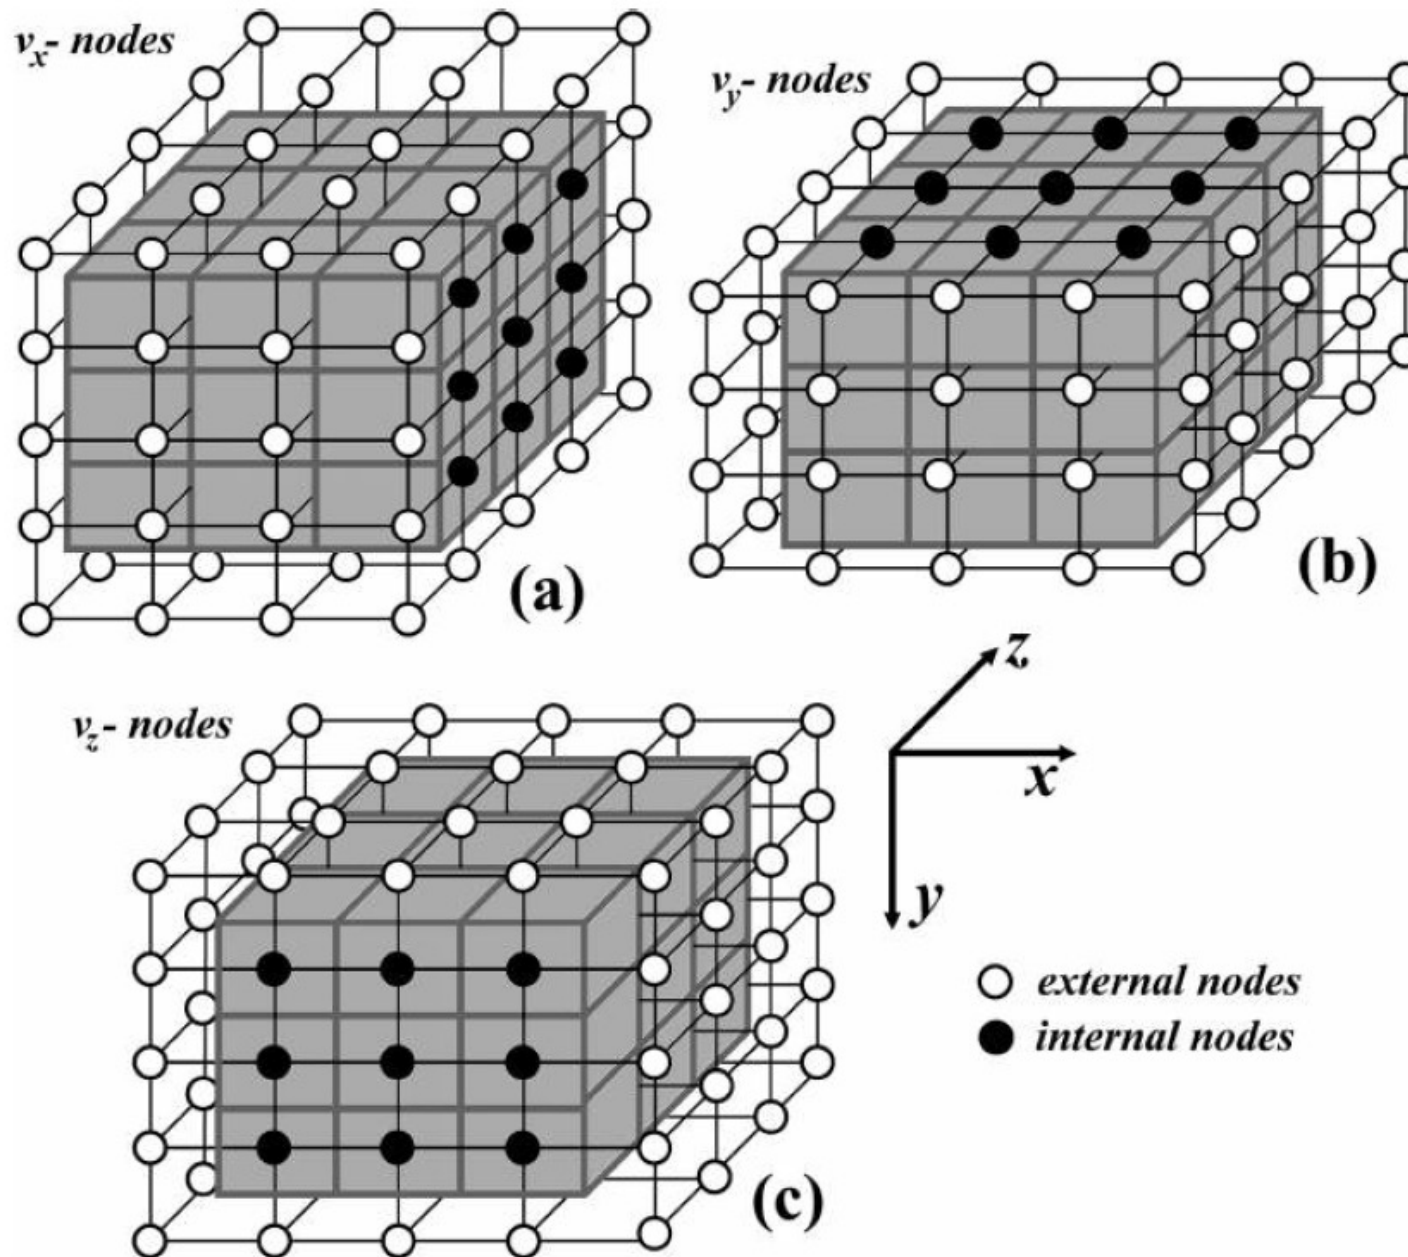 vx- nodes
vy- nodes
(a)
(b)
z
x
y
vz- nodes
external nodes
internal nodes
(c)